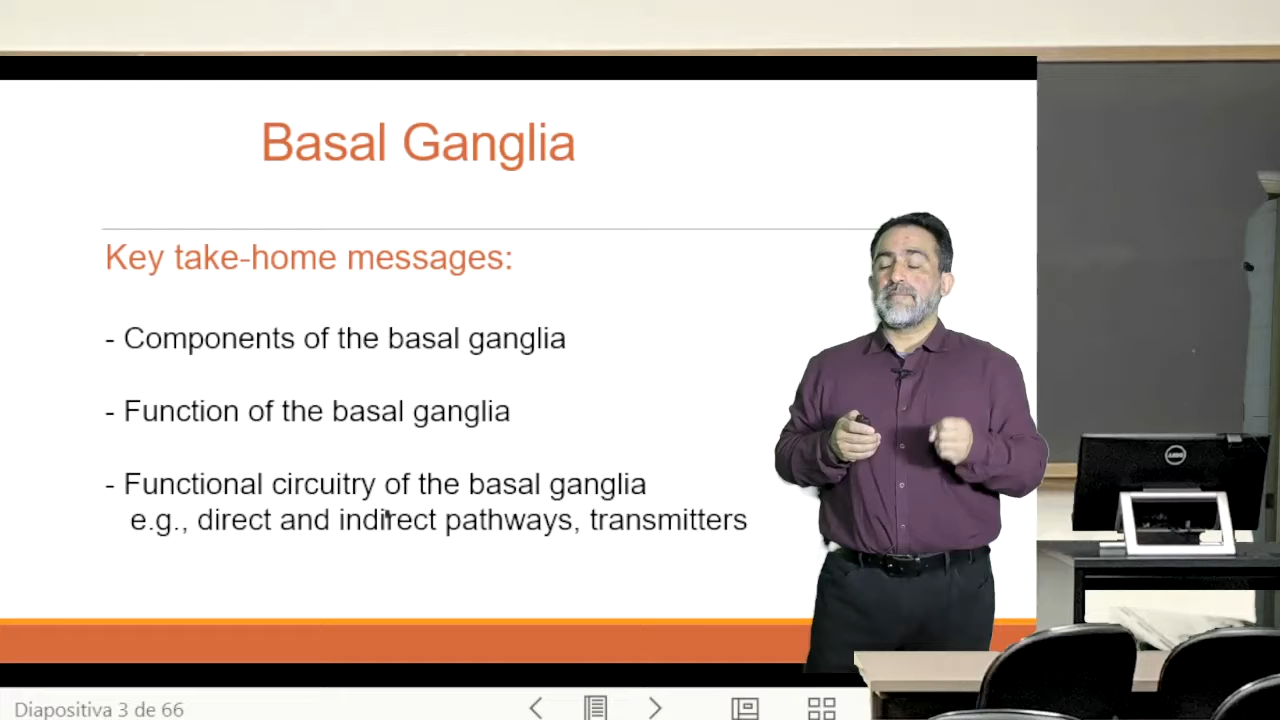 Basal Ganglia
Key take-home messages:
- Components of the basal ganglia
- Function of the basal ganglia
- Functional circuitry of the basal ganglia
e.g., direct and indirect pathways, transmitters
Diapositiva 3 de 66